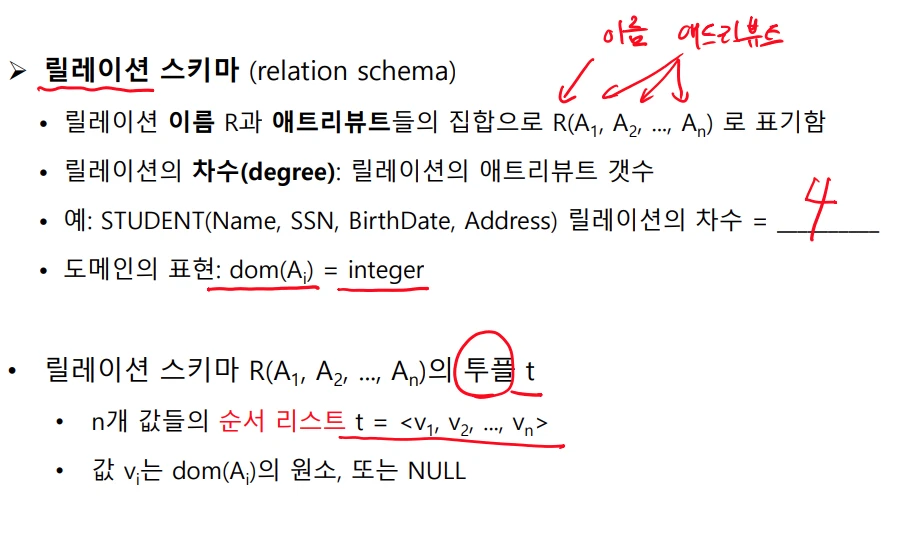 이름 애트리뷰트
➢ 릴레이션 스키마 (relation schema)
• 릴레이션 이름 R과 애트리뷰트들의 집합으로 R(A₁, A₂, ..., Aₙ) 로 표기함
• 릴레이션의 차수(degree): 릴레이션의 애트리뷰트 갯수
• 예: STUDENT(Name, SSN, BirthDate, Address) 릴레이션의 차수 = 4
• 도메인의 표현: dom(Aᵢ) = integer
• 릴레이션 스키마 R(A₁, A₂, ..., Aₙ)의 투플 t
• n개 값들의 순서 리스트 t = <v₁, v₂, ..., vₙ>
• 값 vᵢ는 dom(Aᵢ)의 원소, 또는 NULL